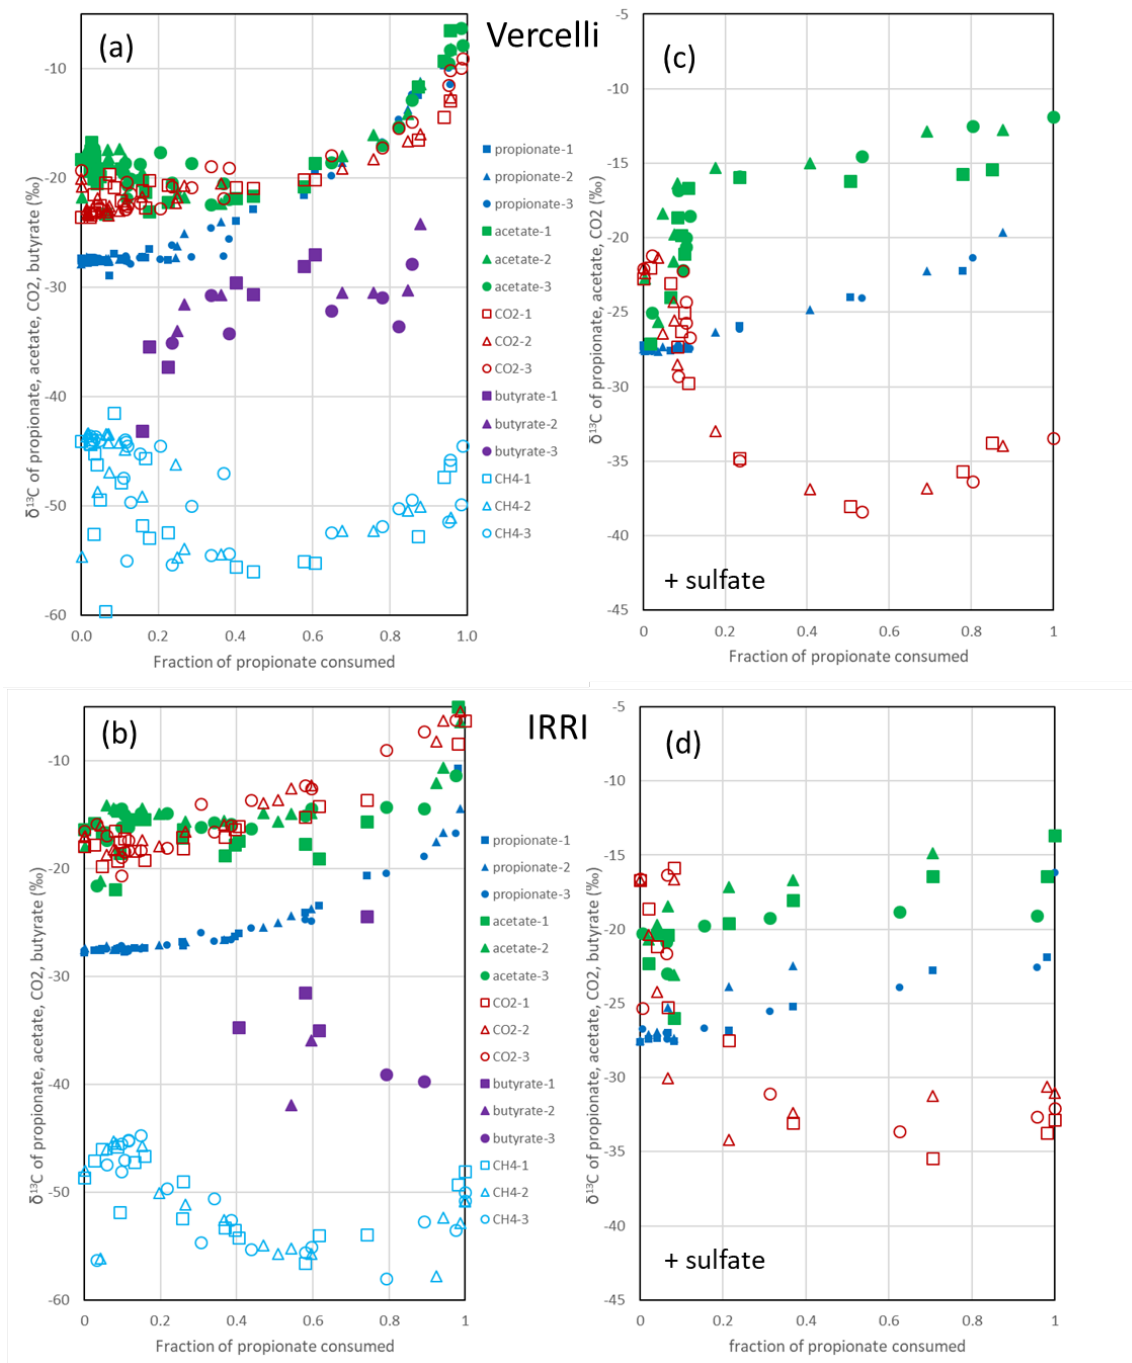 Vercelli
(a)
-10
-20
-30
-40
-50
-60
0.0 0.2 0.4 0.6 0.8 1.0
Fraction of propionate consumed
δ¹³C of propionate, acetate, CO2, butyrate (‰)
propionate-1
propionate-2
propionate-3
acetate-1
acetate-2
acetate-3
CO2-1
CO2-2
CO2-3
butyrate-1
butyrate-2
butyrate-3
CH4-1
CH4-2
CH4-3
(c)
-5
-10
-15
-20
-25
-30
-35
-40
-45
+ sulfate
0 0.2 0.4 0.6 0.8 1
Fraction of propionate consumed
δ¹³C of propionate, acetate, CO2 (‰)
IRRI
(b)
-10
-20
-30
-40
-50
-60
0 0.2 0.4 0.6 0.8 1
Fraction of propionate consumed
δ¹³C of propionate, acetate, CO2, butyrate (‰)
propionate-1
propionate-2
propionate-3
acetate-1
acetate-2
acetate-3
CO2-1
CO2-2
CO2-3
butyrate-1
butyrate-2
butyrate-3
CH4-1
CH4-2
CH4-3
(d)
-5
-10
-15
-20
-25
-30
-35
-40
-45
+ sulfate
0 0.2 0.4 0.6 0.8 1
fraction of propionate consumed
δ¹³C of propionate, acetate, CO2, butyrate (‰)